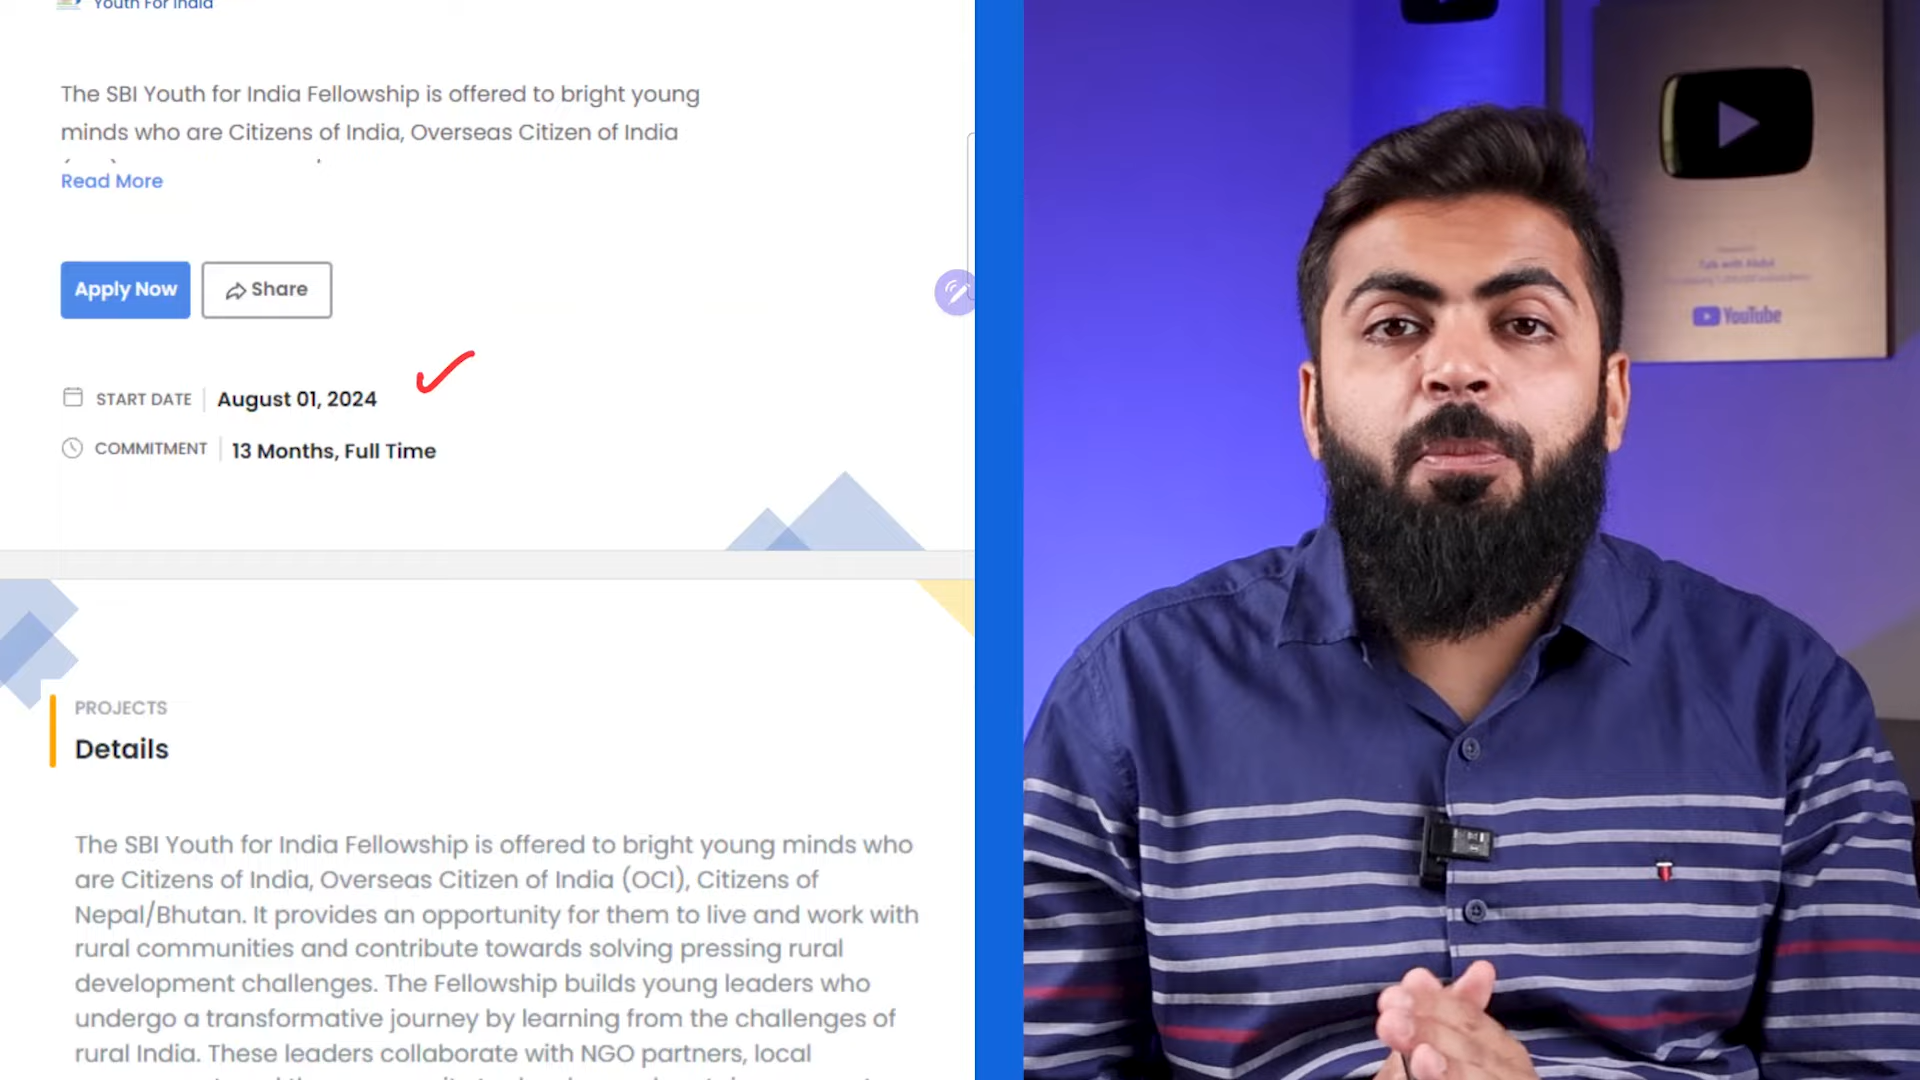 Youth For India
The SBI Youth for India Fellowship is offered to bright young
minds who are Citizens of India, Overseas Citizen of India
Read More
Apply Now
Share
START DATE | August 01, 2024
COMMITMENT | 13 Months, Full Time
PROJECTS
Details
The SBI Youth for India Fellowship is offered to bright young minds who
are Citizens of India, Overseas Citizen of India (OCI), Citizens of
Nepal/Bhutan. It provides an opportunity for them to live and work with
rural communities and contribute towards solving pressing rural
development challenges. The Fellowship builds young leaders who
undergo a transformative journey by learning from the challenges of
rural India. These leaders collaborate with NGO partners, local
YouTube